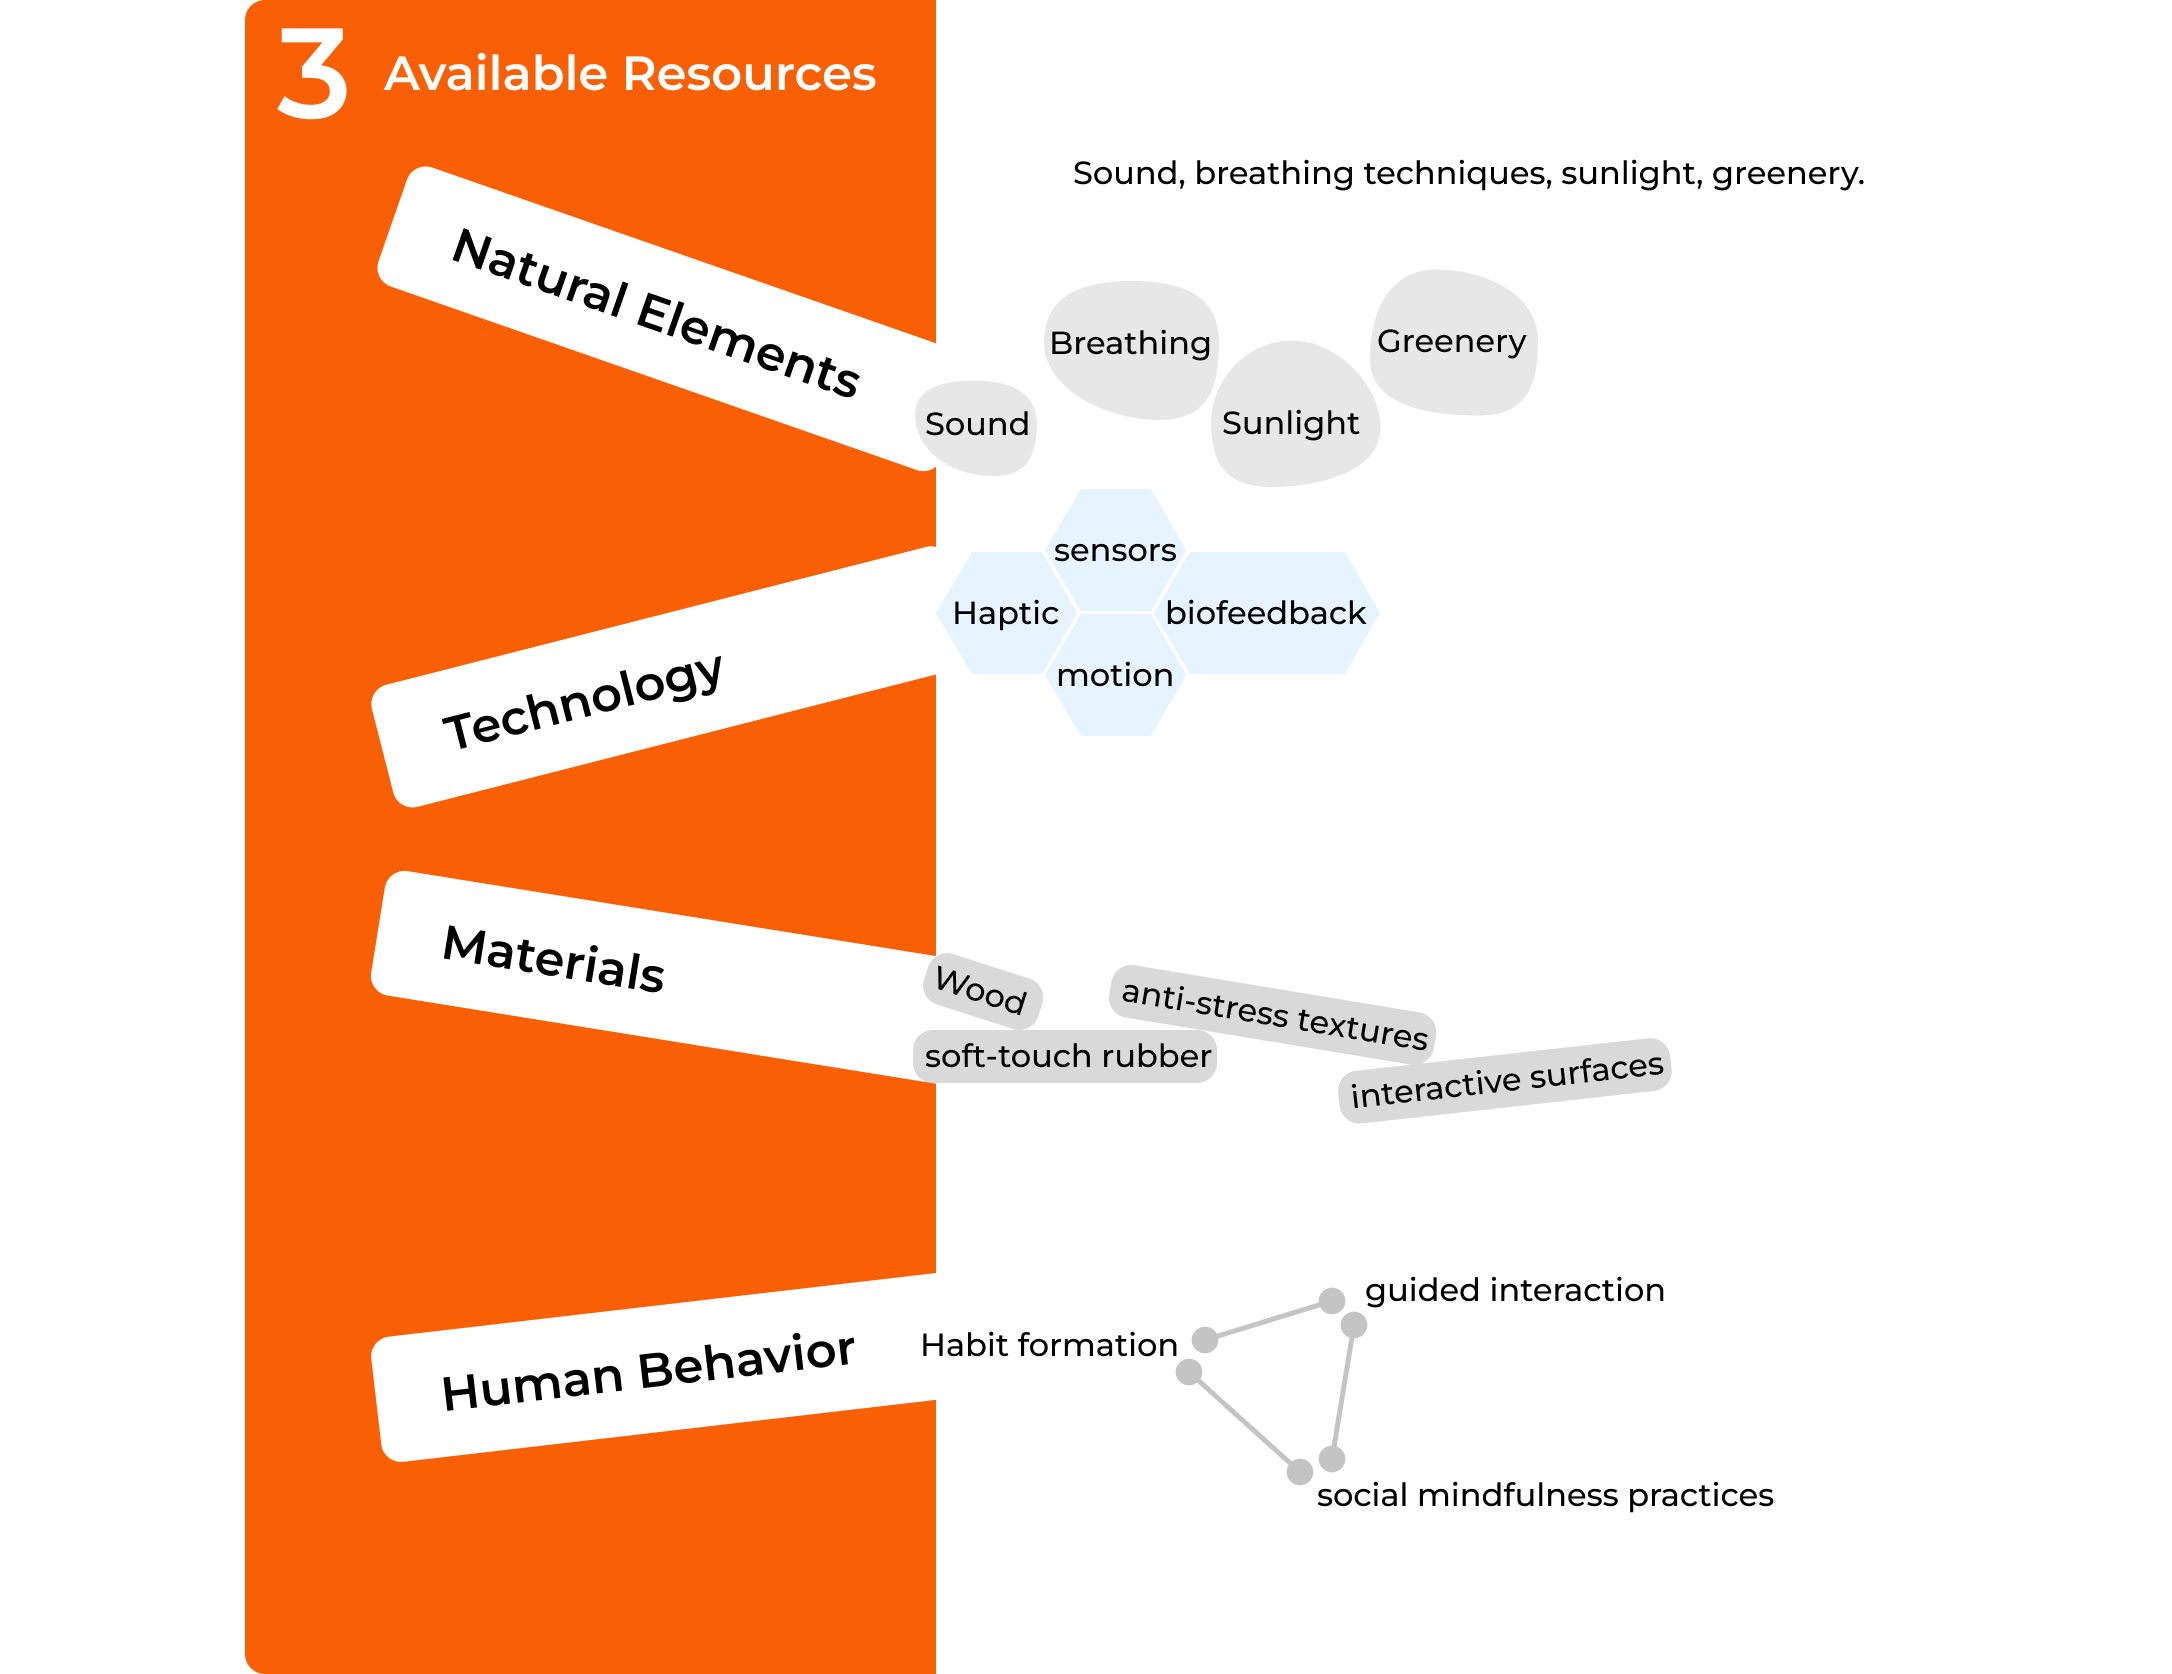 3
Available Resources
Natural Elements
Sound, breathing techniques, sunlight, greenery.
Sound
Breathing
Sunlight
Greenery
Technology
Haptic
sensors
motion
biofeedback
Materials
Wood
soft-touch rubber
anti-stress textures
interactive surfaces
Human Behavior
Habit formation
guided interaction
social mindfulness practices